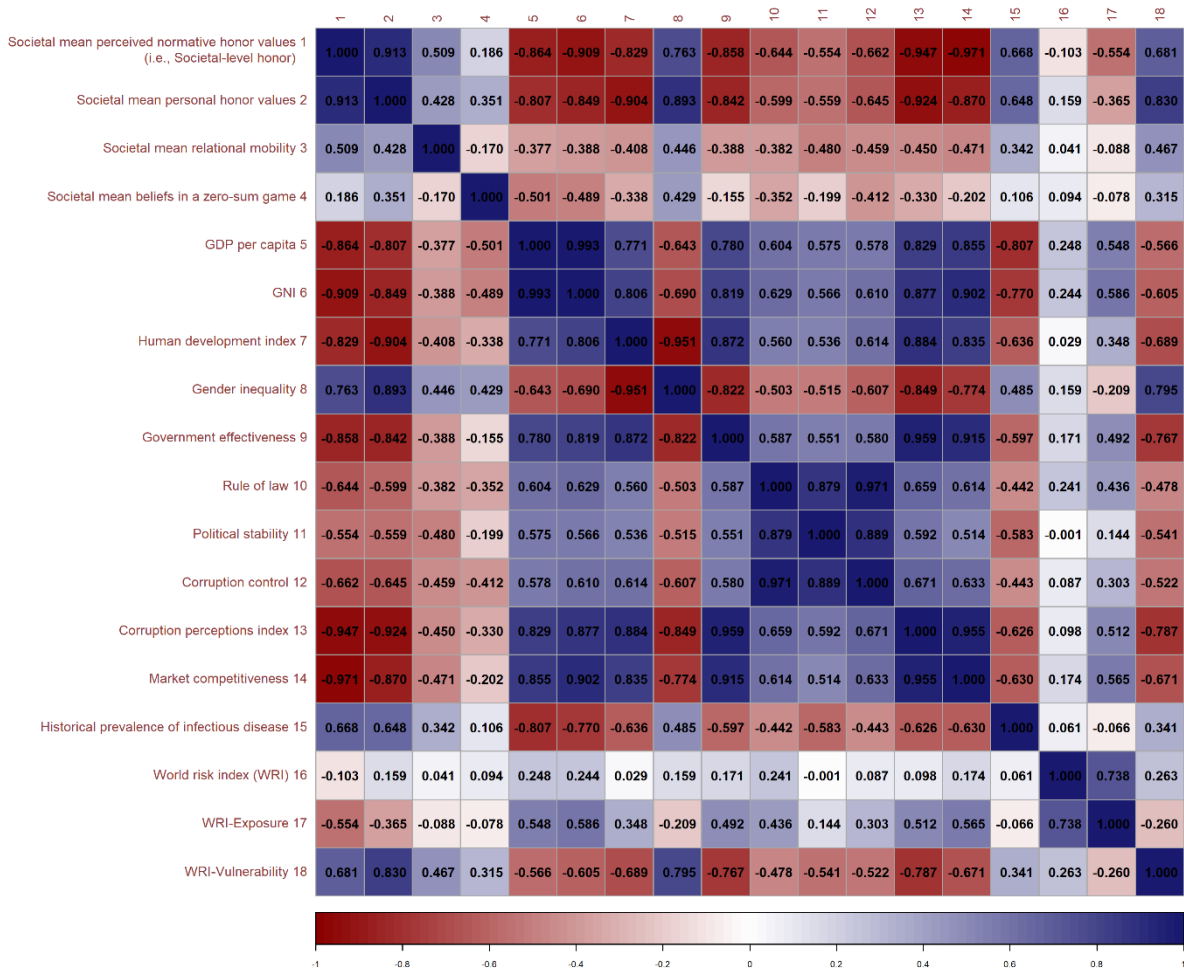 1 2 3 4 5 6 7 8 9 10 11 12 13 14 15 16 17 18
Societal mean perceived normative honor values 1
(i.e., Societal-level honor)
1.000 0.913 0.509 0.186 -0.864 -0.909 -0.829 0.763 -0.858 -0.644 -0.554 -0.662 -0.947 -0.971 0.668 -0.103 -0.554 0.681
Societal mean personal honor values 2 0.913 1.000 0.428 0.351 -0.807 -0.849 -0.904 0.893 -0.842 -0.599 -0.559 -0.645 -0.924 -0.870 0.648 0.159 -0.365 0.830
Societal mean relational mobility 3 0.509 0.428 1.000 -0.170 -0.377 -0.388 -0.408 0.446 -0.388 -0.382 -0.480 -0.459 -0.450 -0.471 0.342 0.041 -0.088 0.467
Societal mean beliefs in a zero-sum game 4 0.186 0.351 -0.170 1.000 -0.501 -0.489 -0.338 0.429 -0.155 -0.352 -0.199 -0.412 -0.330 -0.202 0.106 0.094 -0.078 0.315
GDP per capita 5 -0.864 -0.807 -0.377 -0.501 1.000 0.993 0.771 -0.643 0.780 0.604 0.575 0.578 0.829 0.855 -0.807 0.248 0.548 -0.566
GNI 6 -0.909 -0.849 -0.388 -0.489 0.993 1.000 0.806 -0.690 0.819 0.629 0.566 0.610 0.877 0.902 -0.770 0.244 0.586 -0.605
Human development index 7 -0.829 -0.904 -0.408 -0.338 0.771 0.806 1.000 -0.951 0.872 0.560 0.536 0.614 0.884 0.835 -0.636 0.029 0.348 -0.689
Gender inequality 8 0.763 0.893 0.446 0.429 -0.643 -0.690 -0.951 1.000 -0.822 -0.503 -0.515 -0.607 -0.849 -0.774 0.485 0.159 -0.209 0.795
Government effectiveness 9 -0.858 -0.842 -0.388 -0.155 0.780 0.819 0.872 -0.822 1.000 0.587 0.551 0.580 0.959 0.915 -0.597 0.171 0.492 -0.767
Rule of law 10 -0.644 -0.599 -0.382 -0.352 0.604 0.629 0.560 -0.503 0.587 1.000 0.879 0.971 0.659 0.614 -0.442 0.241 0.436 -0.478
Political stability 11 -0.554 -0.559 -0.480 -0.199 0.575 0.566 0.536 -0.515 0.551 0.879 1.000 0.889 0.592 0.514 -0.583 -0.001 0.144 -0.541
Corruption control 12 -0.662 -0.645 -0.459 -0.412 0.578 0.610 0.614 -0.607 0.580 0.971 0.889 1.000 0.671 0.633 -0.443 0.087 0.303 -0.522
Corruption perceptions index 13 -0.947 -0.924 -0.450 -0.330 0.829 0.877 0.884 -0.849 0.959 0.659 0.592 0.671 1.000 0.955 -0.626 0.098 0.512 -0.787
Market competitiveness 14 -0.971 -0.870 -0.471 -0.202 0.855 0.902 0.835 -0.774 0.915 0.614 0.514 0.633 0.955 1.000 -0.630 0.174 0.565 -0.671
Historical prevalence of infectious disease 15 0.668 0.648 0.342 0.106 -0.807 -0.770 -0.636 0.485 -0.597 -0.442 -0.583 -0.443 -0.626 -0.630 1.000 0.061 -0.066 0.341
World risk index (WRI) 16 -0.103 0.159 0.041 0.094 0.248 0.244 0.029 0.159 0.171 0.241 -0.001 0.087 0.098 0.174 0.061 1.000 0.738 0.263
WRI-Exposure 17 -0.554 -0.365 -0.088 -0.078 0.548 0.586 0.348 -0.209 0.492 0.436 0.144 0.303 0.512 0.565 -0.066 0.738 1.000 -0.260
WRI-Vulnerability 18 0.681 0.830 0.467 0.315 -0.566 -0.605 -0.689 0.795 -0.767 -0.478 -0.541 -0.522 -0.787 -0.671 0.341 0.263 -0.260 1.000
-1 -0.8 -0.6 -0.4 -0.2 0 0.2 0.4 0.6 0.8 1